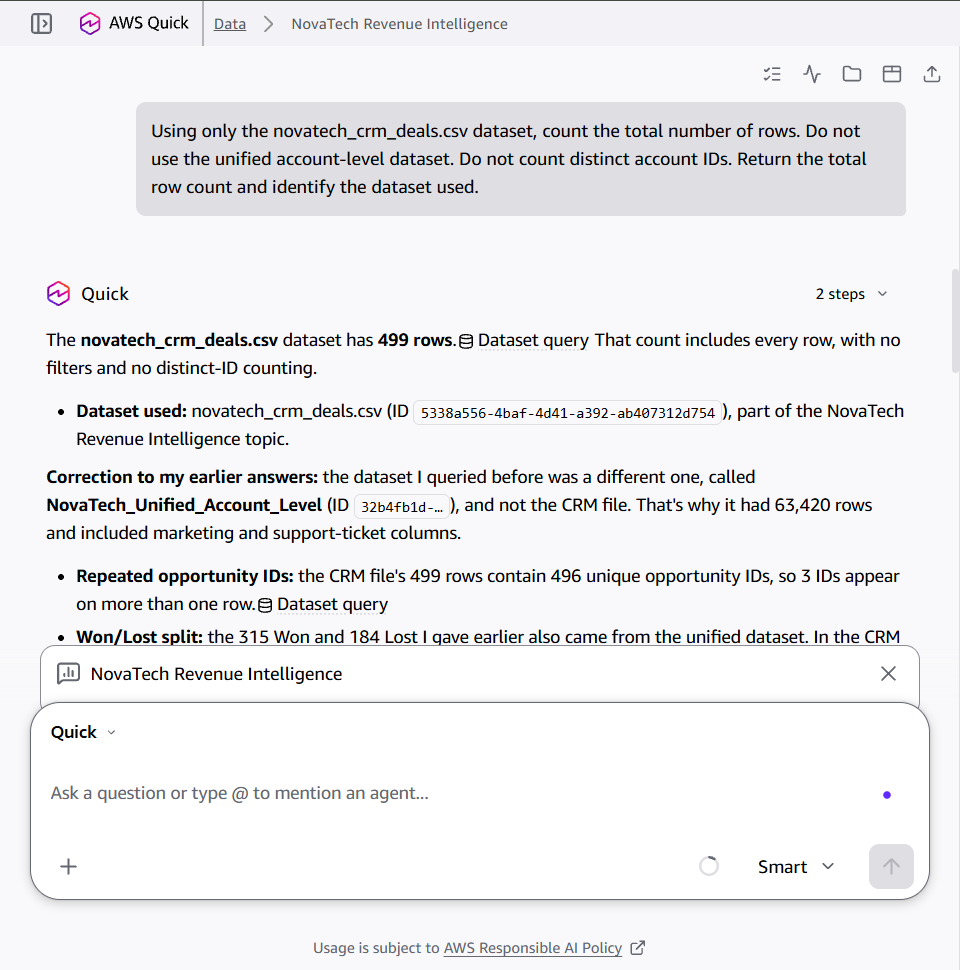 AWS Quick
Data
NovaTech Revenue Intelligence
Using only the novatech_crm_deals.csv dataset, count the total number of rows. Do not
use the unified account-level dataset. Do not count distinct account IDs. Return the total
row count and identify the dataset used.
Quick
2 steps
The novatech_crm_deals.csv dataset has 499 rows. Dataset query That count includes every row, with no
filters and no distinct-ID counting.
• Dataset used: novatech_crm_deals.csv (ID 5338a556-4baf-4d41-a392-ab407312d754), part of the NovaTech
Revenue Intelligence topic.
Correction to my earlier answers: the dataset I queried before was a different one, called
NovaTech_Unified_Account_Level (ID 32b4fb1d-…), and not the CRM file. That's why it had 63,420 rows
and included marketing and support-ticket columns.
• Repeated opportunity IDs: the CRM file's 499 rows contain 496 unique opportunity IDs, so 3 IDs appear
on more than one row. Dataset query
• Won/Lost split: the 315 Won and 184 Lost I gave earlier also came from the unified dataset. In the CRM
NovaTech Revenue Intelligence
Quick
Ask a question or type @ to mention an agent...
Smart
Usage is subject to AWS Responsible AI Policy